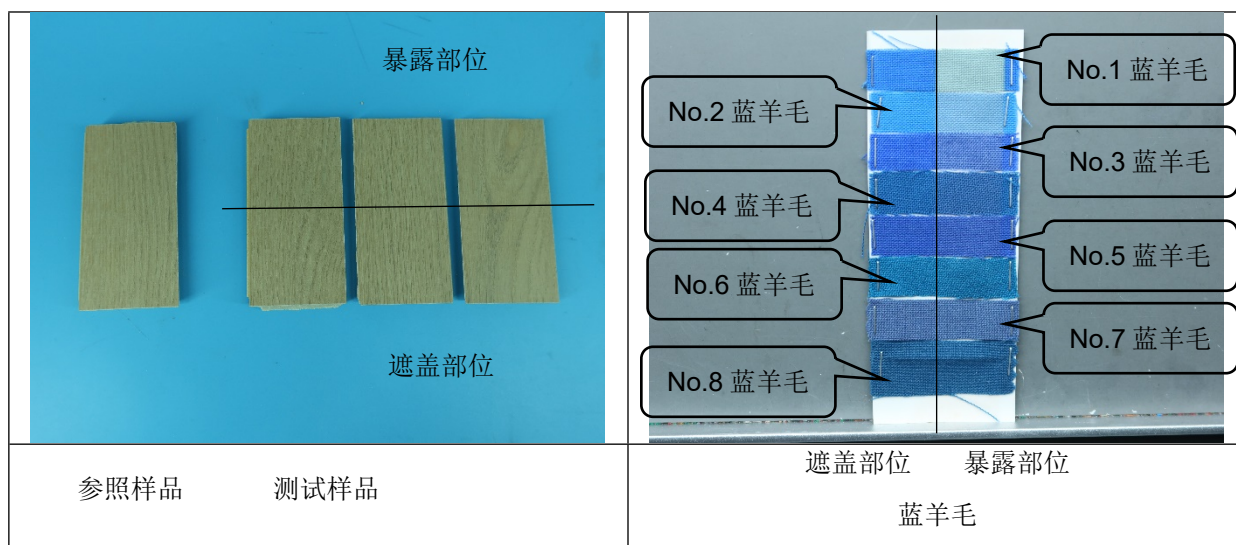 暴露部位
遮盖部位
参照样品 测试样品
No.1 蓝羊毛
No.2 蓝羊毛
No.3 蓝羊毛
No.4 蓝羊毛
No.5 蓝羊毛
No.6 蓝羊毛
No.7 蓝羊毛
No.8 蓝羊毛
遮盖部位 暴露部位
蓝羊毛